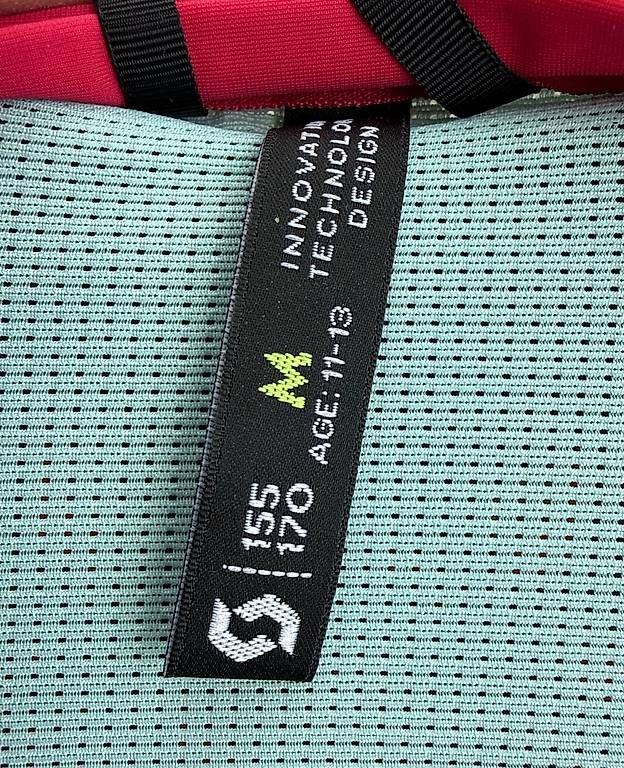 155
170
M
AGE: 11-13
INNOVATI
TECHNOLO
DESIGN